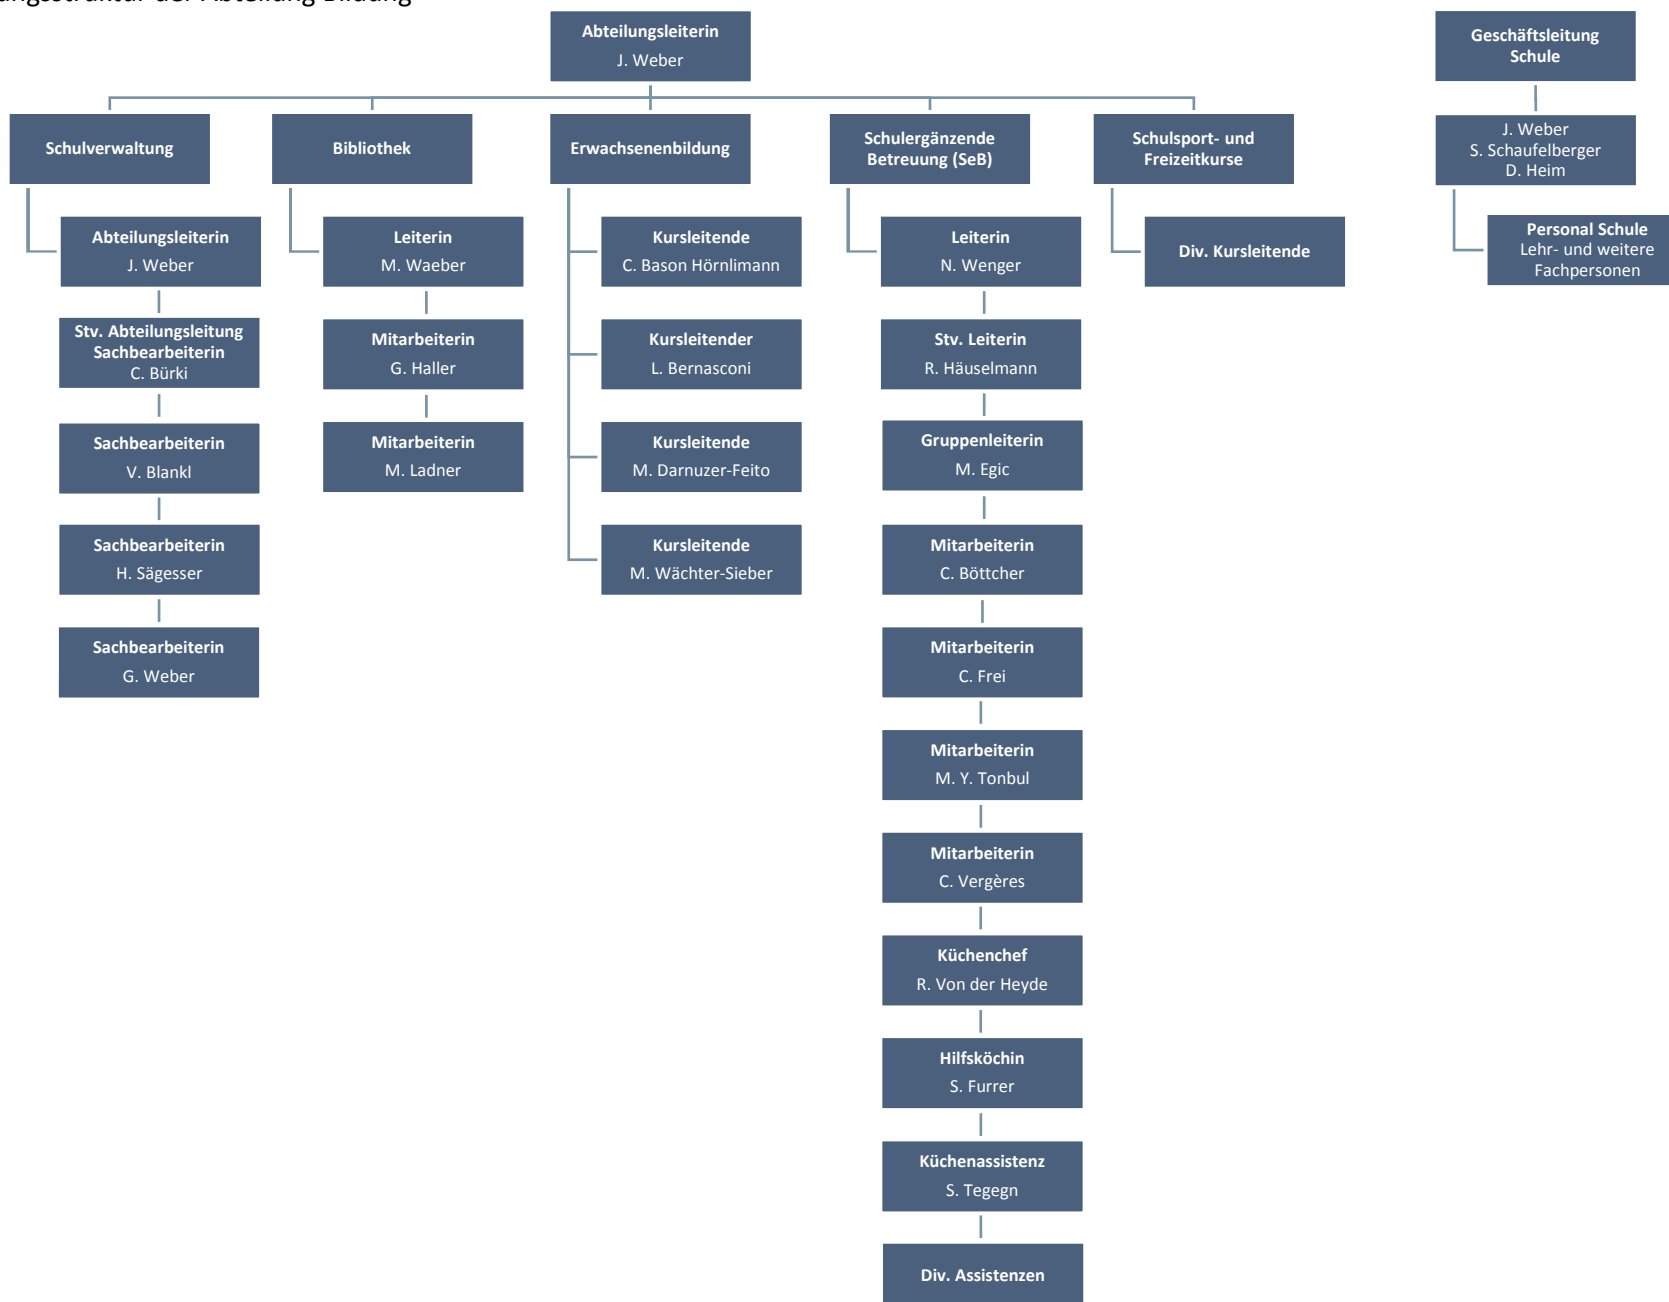 der Abteilung Bildung
Abteilungsleiterin
J. Weber
Geschäftsleitung
Schule
Schulverwaltung
Bibliothek
Erwachsenenbildung
Schulergänzende
Betreuung (SeB)
Schulsport- und
Freizeitkurse
J. Weber
S. Schaufelberger
D. Heim
Personal Schule
Lehr- und weitere
Fachpersonen
Abteilungsleiterin
J. Weber
Stv. Abteilungsleitung
Sachbearbeiterin
C. Bürki
Sachbearbeiterin
V. Blankl
Sachbearbeiterin
H. Sägesser
Sachbearbeiterin
G. Weber
Leiterin
M. Waeber
Mitarbeiterin
G. Haller
Mitarbeiterin
M. Ladner
Kursleitende
C. Bason Hörnlimann
Kursleitender
L. Bernasconi
Kursleitende
M. Darnuzer-Feito
Kursleitende
M. Wächter-Sieber
Leiterin
N. Wenger
Stv. Leiterin
R. Häuselmann
Gruppenleiterin
M. Egic
Mitarbeiterin
C. Böttcher
Mitarbeiterin
C. Frei
Mitarbeiterin
M. Y. Tonbul
Mitarbeiterin
C. Vergères
Küchenchef
R. Von der Heyde
Hilfsköchin
S. Furrer
Küchenassistenz
S. Tegegn
Div. Assistenzen
Div. Kursleitende